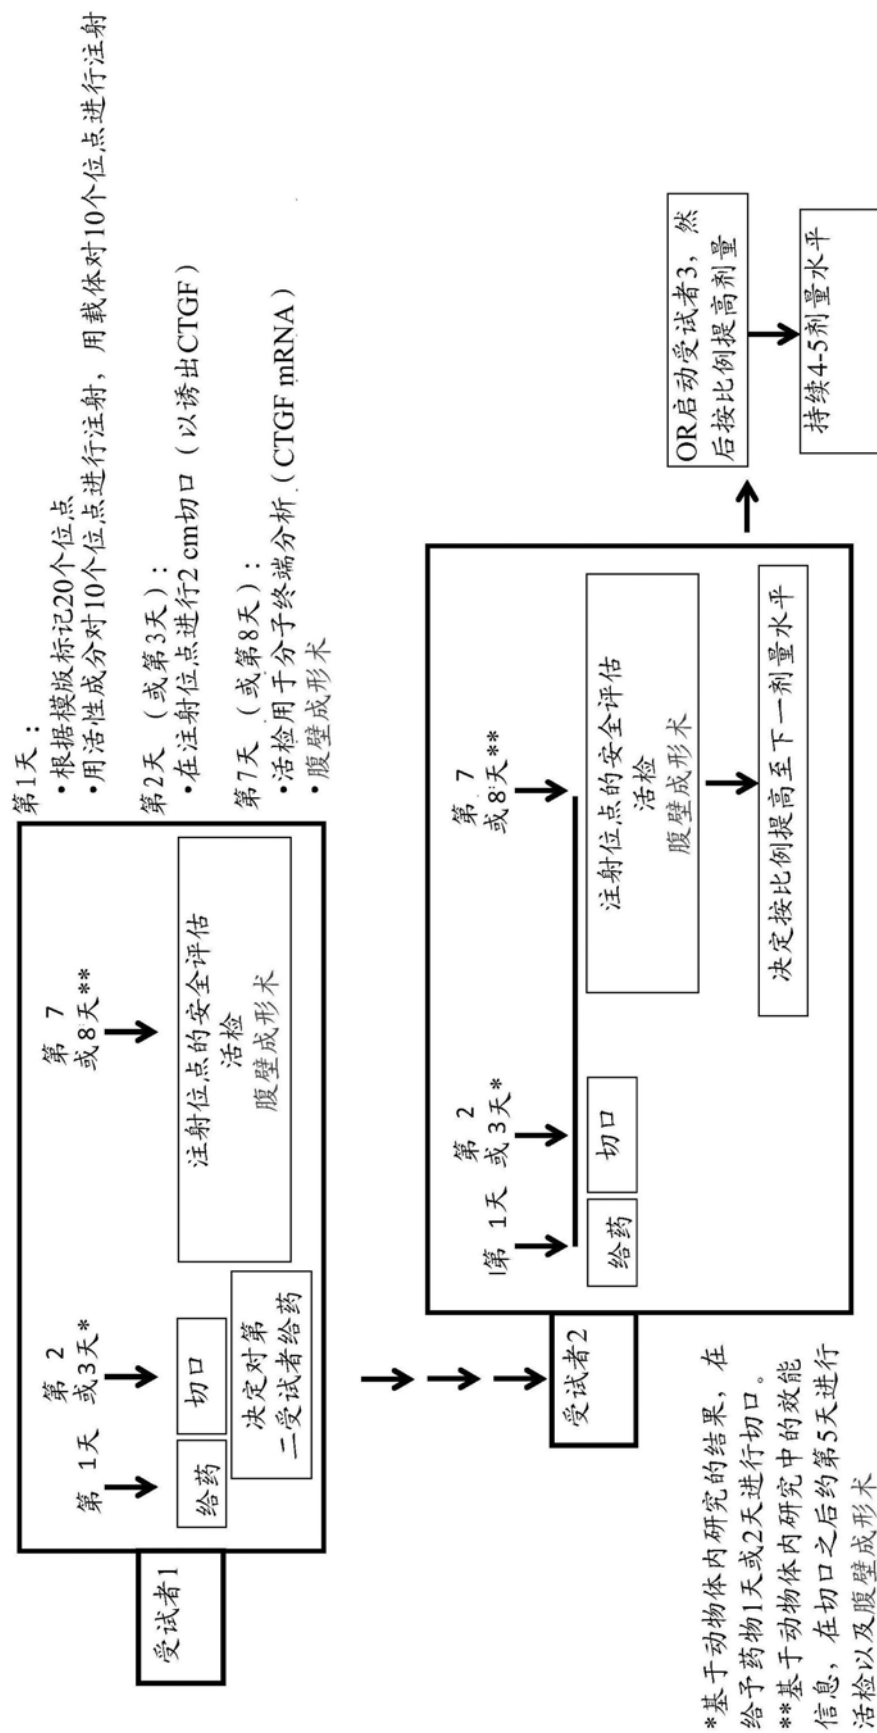 第1天：
•根据模版标记20个位点
•用活性成分对10个位点进行注射，用载体对10个位点进行注射
第2天（或第3天）：
•在注射位点进行2 cm切口（以诱出CTGF）
第7天（或第8天）：
•活检用于分子终端分析（CTGF mRNA）
•腹壁成形术
受试者1
第 1天
第 2
或3天*
第 7
或8天**
给药
切口
决定对第
二受试者给药
注射位点的安全评估
活检
腹壁成形术
受试者2
第 1天
第 2
或 3天*
第 7
或8天**
给药
切口
注射位点的安全评估
活检
腹壁成形术
决定按比例提高至下一剂量水平
OR启动受试者3，然
后按比例提高剂量
持续4-5剂量水平
*基于动物体内研究的结果，在
给予药物1天或2天进行切口。
**基于动物体内研究中的效能
信息，在切口之后约第5天进行
活检以及腹壁成形术